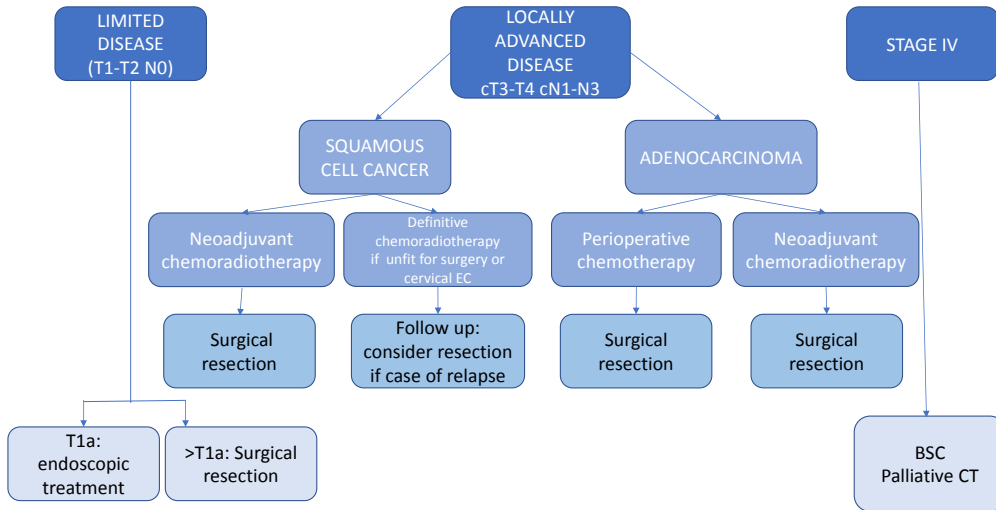 LIMITED
DISEASE
(T1-T2 N0)
LOCALLY
ADVANCED
DISEASE
cT3-T4 cN1-N3
STAGE IV
SQUAMOUS
CELL CANCER
ADENOCARCINOMA
Neoadjuvant
chemoradiotherapy
Definitive
chemoradiotherapy
if unfit for surgery or
cervical EC
Perioperative
chemotherapy
Neoadjuvant
chemoradiotherapy
Surgical
resection
Follow up:
consider resection
if case of relapse
Surgical
resection
Surgical
resection
T1a:
endoscopic
treatment
>T1a: Surgical
resection
BSC
Palliative CT